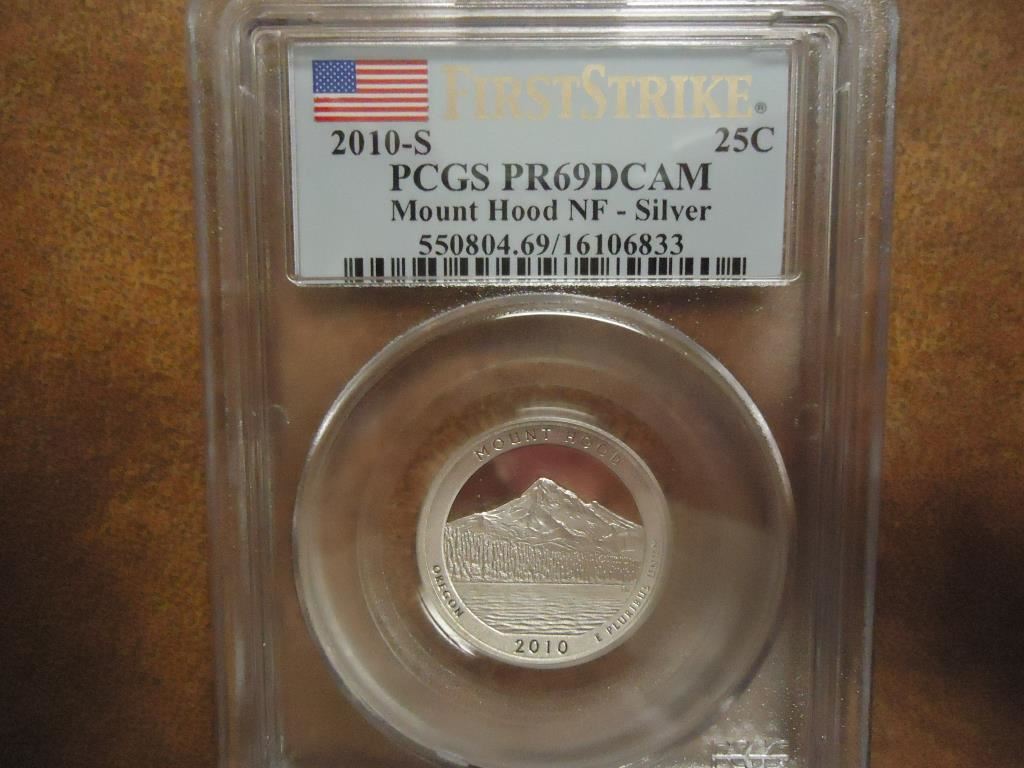 FIRSTSTRIKE®
2010-S 25C
PCGS PR69DCAM
Mount Hood NF - Silver
550804.69/16106833
MOUNT HOOD
OREGON
2010
E PLURIBUS UNUM